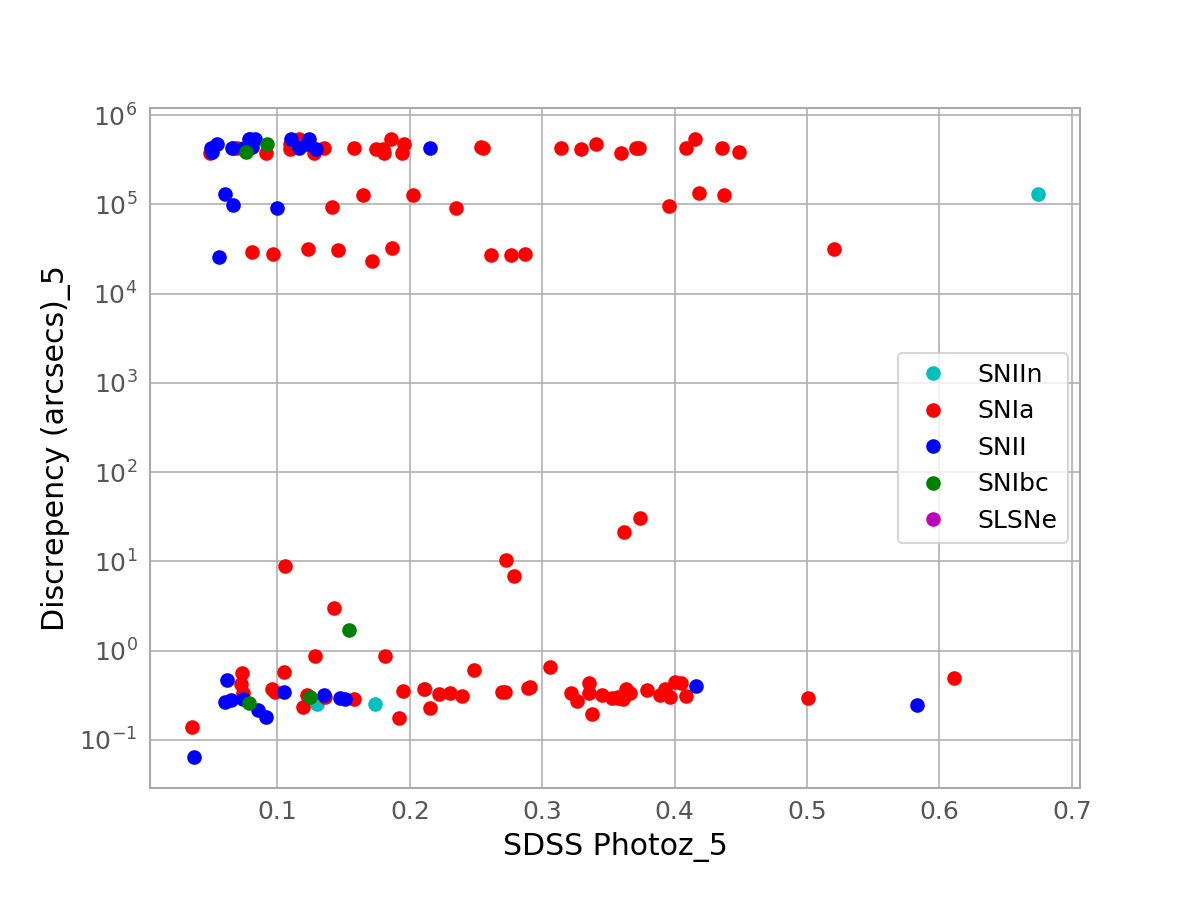 10^6
10^5
10^4
10^3
10^2
10^1
10^0
10^−1
Discrepency (arcsecs)_5
SNIIn
SNIa
SNII
SNIbc
SLSNe
0.1 0.2 0.3 0.4 0.5 0.6 0.7
SDSS Photoz_5